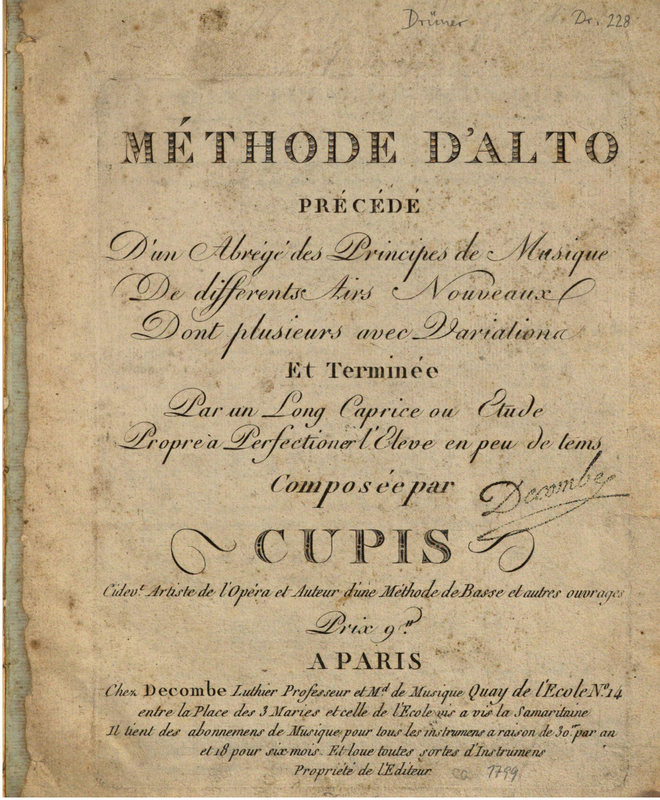 Drüner Dr. 228
MÉTHODE D'ALTO
PRÉCÉDÉ
D'un Abregé des Principes de Musique
De differents Airs Nouveaux
Dont plusieurs avec Variations
Et Terminée
Par un Long Caprice ou Etude
Propre a Perfectioner l'Eleve en peu de tems
Composée par
Decombe
CUPIS
Cidevt. Artiste de l'Opéra et Auteur d'une Méthode de Basse et autres ouvrages
Prix 9tt
A PARIS
Chez Decombe Luthier Professeur et Md de Musique Quay de l'Ecole No. 14
entre la Place des 3 Maries et celle de l'Ecole vis a vis la Samaritaine
Il tient des abonnemens de Musique pour tous les instrumens a raison de 30tt par an
et 18 pour six mois. Et loue toutes sortes d'Instrumens
Propriété de l'Editeur
ca 1799